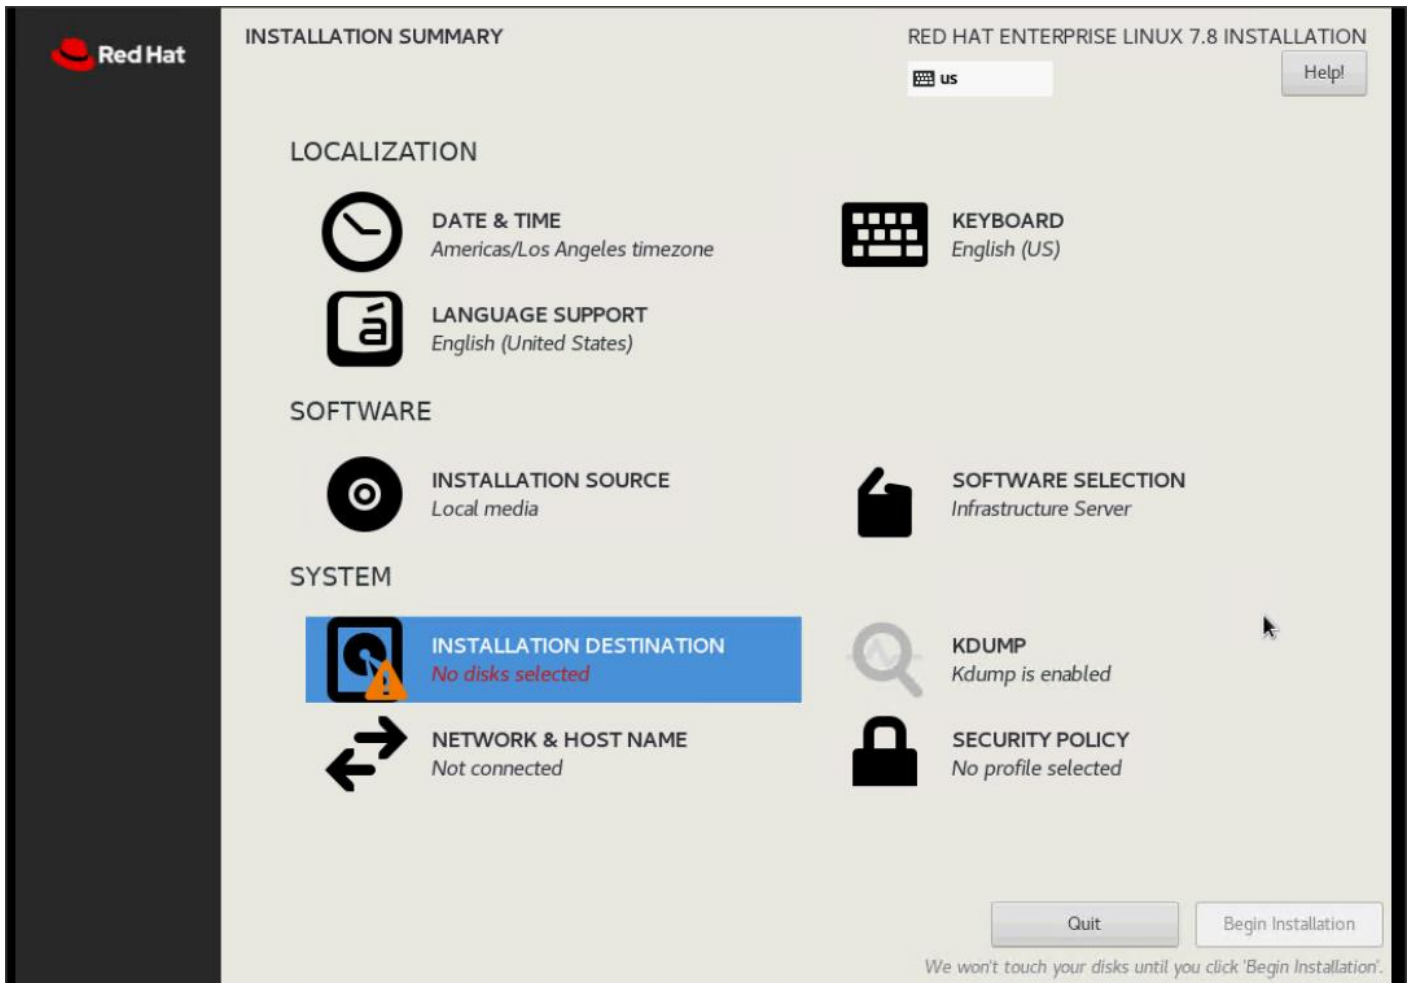 Red Hat
INSTALLATION SUMMARY
RED HAT ENTERPRISE LINUX 7.8 INSTALLATION
us
Help!
LOCALIZATION
DATE & TIME
Americas/Los Angeles timezone
KEYBOARD
English (US)
á
LANGUAGE SUPPORT
English (United States)
SOFTWARE
INSTALLATION SOURCE
Local media
SOFTWARE SELECTION
Infrastructure Server
SYSTEM
INSTALLATION DESTINATION
No disks selected
KDUMP
Kdump is enabled
NETWORK & HOST NAME
Not connected
SECURITY POLICY
No profile selected
Quit
Begin Installation
We won't touch your disks until you click 'Begin Installation'.